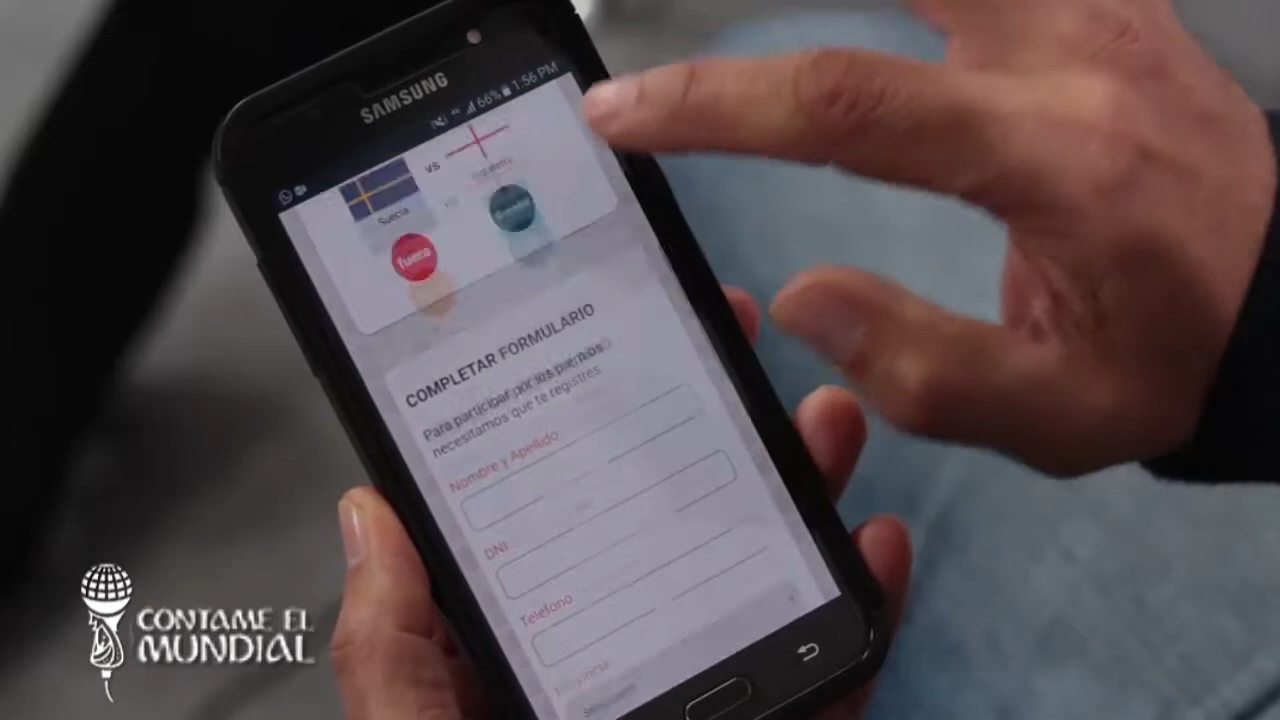 SAMSUNG
66% 1:56 PM
vs
Suecia
Inglaterra
fuera
COMPLETAR FORMULARIO
Para participar por los premios
necesitamos que te registres
Nombre y Apellido
DNI
Telefono
CONTAME EL
MUNDIAL